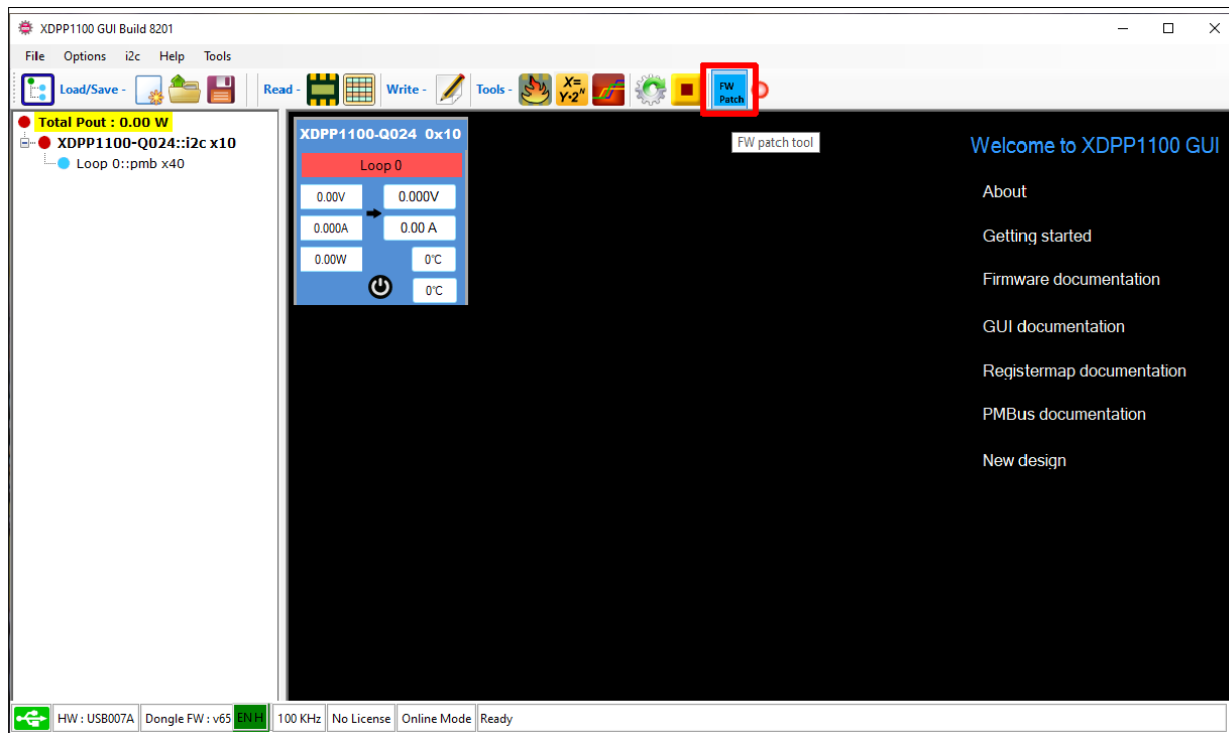 XDPP1100 GUI Build 8201
File Options i2c Help Tools
Load/Save - Read - Write - Tools - X= Y·2ⁿ FW Patch
Total Pout : 0.00 W
XDPP1100-Q024::i2c x10
Loop 0::pmb x40
XDPP1100-Q024 0x10
Loop 0
0.00V 0.000V
0.000A 0.00 A
0.00W 0°C
0°C
FW patch tool
Welcome to XDPP1100 GUI
About
Getting started
Firmware documentation
GUI documentation
Registermap documentation
PMBus documentation
New design
HW : USB007A Dongle FW : v65 EN H 100 KHz No License Online Mode Ready